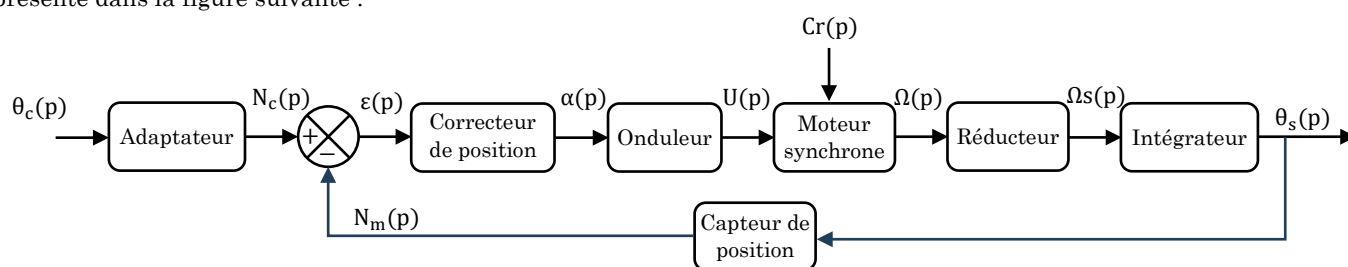 présenté dans la figure suivante :
Cr(p)
θc(p)
Adaptateur
Nc(p)
+
−
ε(p)
Correcteur
de position
α(p)
Onduleur
U(p)
Moteur
synchrone
Ω(p)
Réducteur
Ωs(p)
Intégrateur
θs(p)
Nm(p)
Capteur de
position